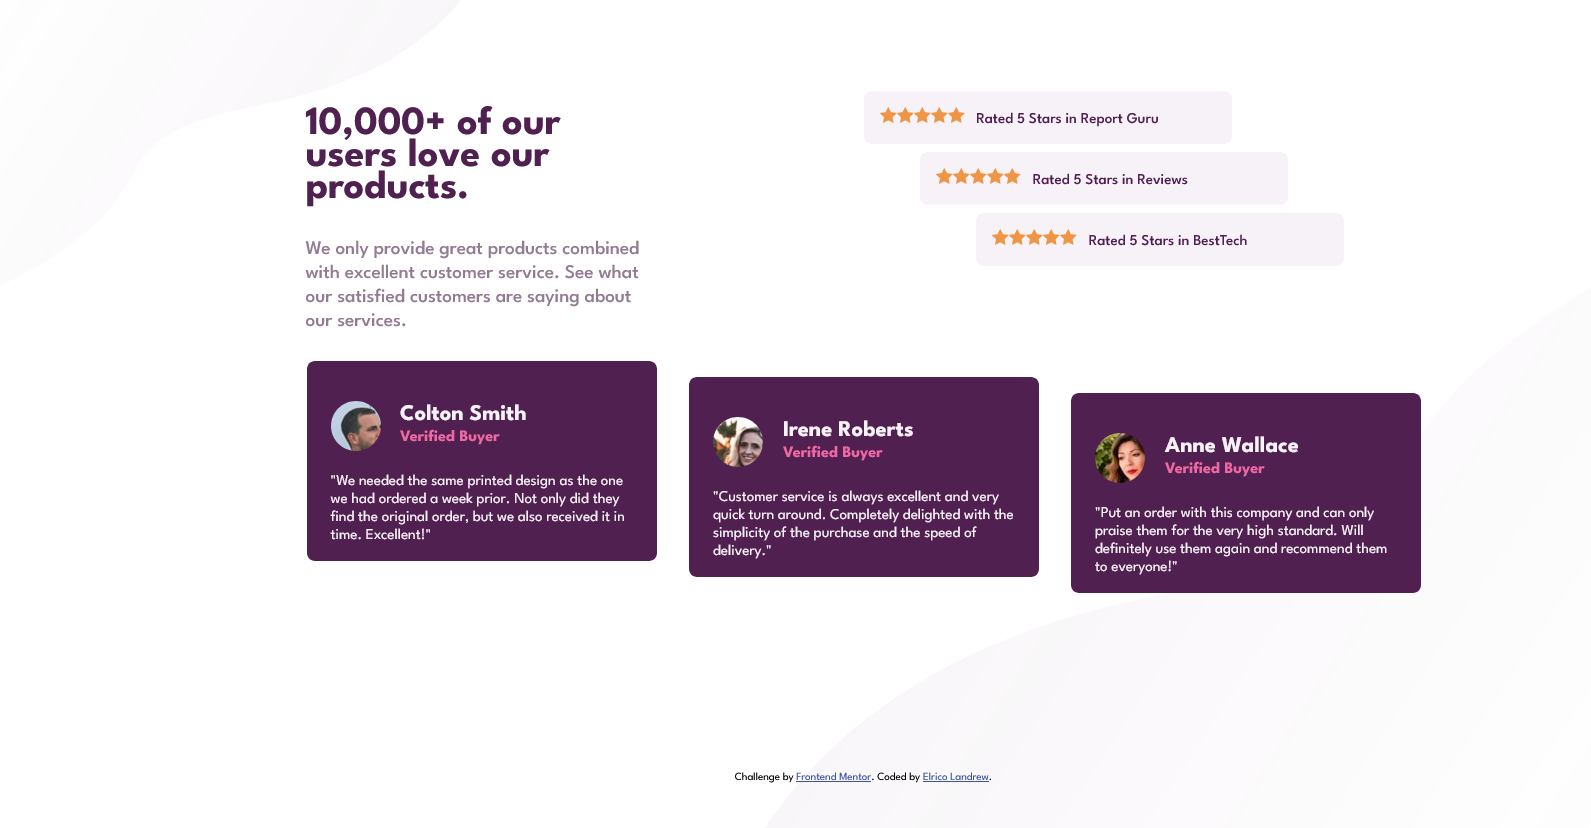 10,000+ of our
users love our
products.
We only provide great products combined
with excellent customer service. See what
our satisfied customers are saying about
our services.
Rated 5 Stars in Report Guru
Rated 5 Stars in Reviews
Rated 5 Stars in BestTech
Colton Smith
Verified Buyer
"We needed the same printed design as the one
we had ordered a week prior. Not only did they
find the original order, but we also received it in
time. Excellent!"
Irene Roberts
Verified Buyer
"Customer service is always excellent and very
quick turn around. Completely delighted with the
simplicity of the purchase and the speed of
delivery."
Anne Wallace
Verified Buyer
"Put an order with this company and can only
praise them for the very high standard. Will
definitely use them again and recommend them
to everyone!"
Challenge by Frontend Mentor. Coded by Elrico Landrew.